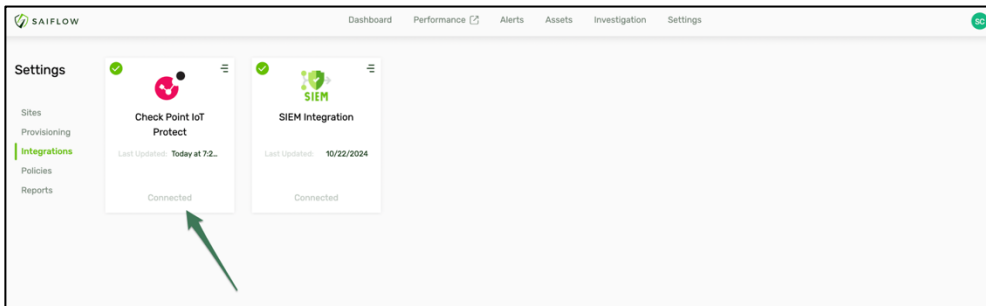 SAIFLOW
Dashboard Performance Alerts Assets Investigation Settings
SC
Settings
Sites
Provisioning
Integrations
Policies
Reports
Check Point IoT
Protect
Last Updated: Today at 7:2...
Connected
SIEM
SIEM Integration
Last Updated: 10/22/2024
Connected